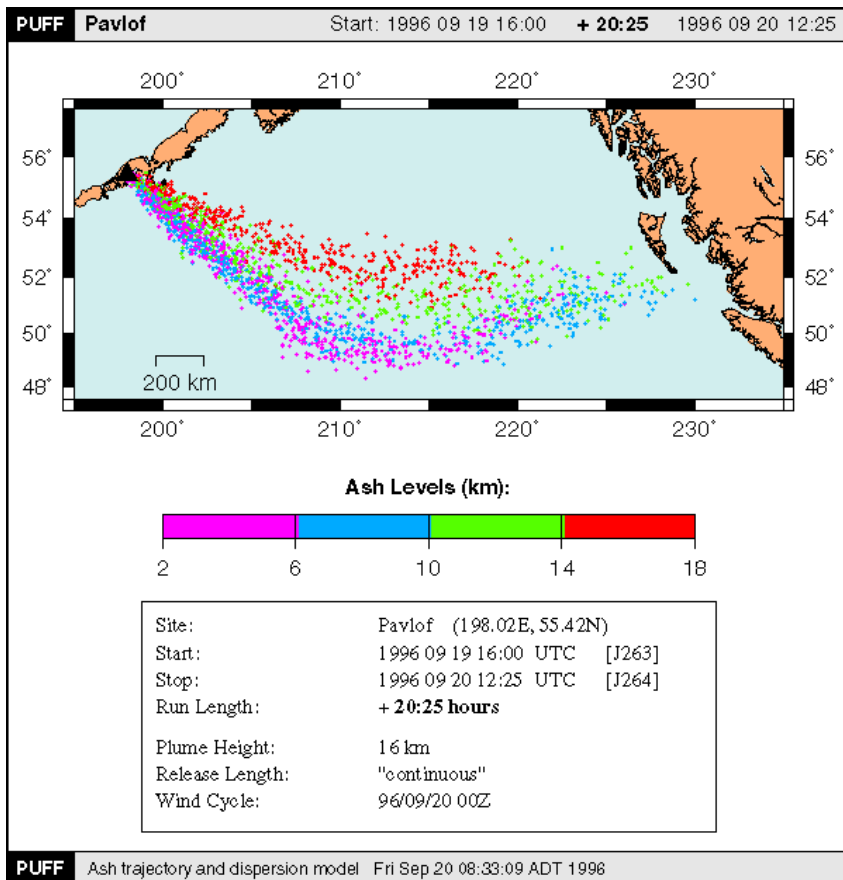 PUFF Pavlof Start: 1996 09 19 16:00 + 20:25 1996 09 20 12:25
200° 210° 220° 230°
56° 56°
54° 54°
52° 52°
50° 50°
200 km
48° 48°
200° 210° 220° 230°
Ash Levels (km):
2 6 10 14 18
Site: Pavlof (198.02E, 55.42N)
Start: 1996 09 19 16:00 UTC [J263]
Stop: 1996 09 20 12:25 UTC [J264]
Run Length: + 20:25 hours
Plume Height: 16 km
Release Length: "continuous"
Wind Cycle: 96/09/20 00Z
PUFF Ash trajectory and dispersion model Fri Sep 20 08:33:09 ADT 1996